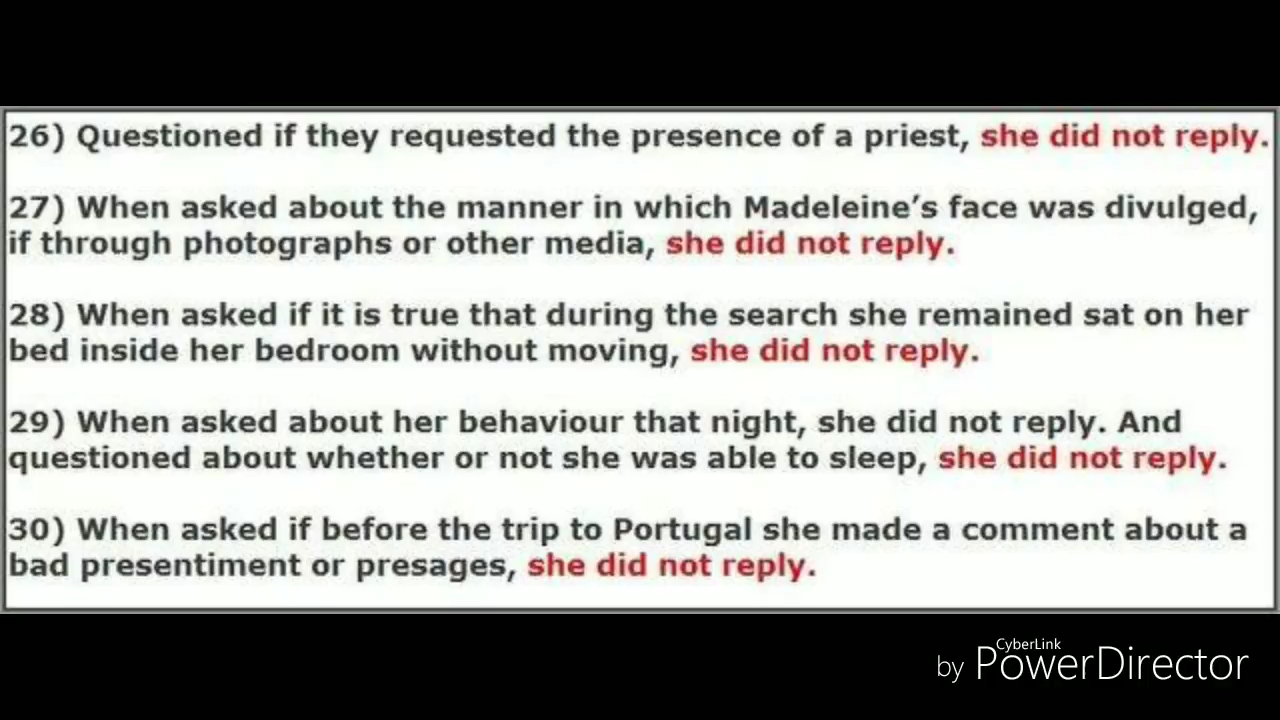 26) Questioned if they requested the presence of a priest, she did not reply.
27) When asked about the manner in which Madeleine’s face was divulged,
if through photographs or other media, she did not reply.
28) When asked if it is true that during the search she remained sat on her
bed inside her bedroom without moving, she did not reply.
29) When asked about her behaviour that night, she did not reply. And
questioned about whether or not she was able to sleep, she did not reply.
30) When asked if before the trip to Portugal she made a comment about a
bad presentiment or presages, she did not reply.
CyberLink
by PowerDirector